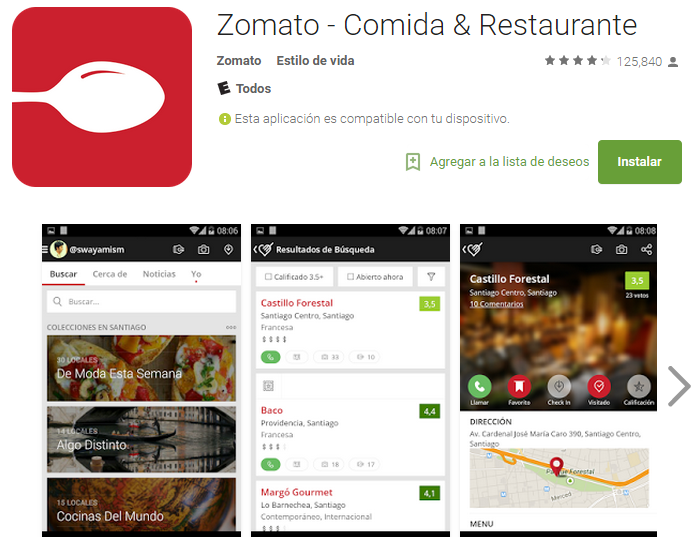 Zomato - Comida & Restaurante
Zomato Estilo de vida
125,840
E Todos
Esta aplicación es compatible con tu dispositivo.
Agregar a la lista de deseos
Instalar
08:06
@swayamism
Buscar Cerca de Noticias Yo
Buscar...
COLECCIONES EN SANTIAGO
30 LOCALES
De Moda Esta Semana
14 LOCALES
Algo Distinto
15 LOCALES
Cocinas Del Mundo
08:07
Resultados de Búsqueda
Calificado 3.5+ Abierto ahora
Castillo Forestal 3,5
Santiago Centro, Santiago
Francesa
$ $ $ $
33 10
Baco 4,4
Providencia, Santiago
Francesa
$ $ $ $
18 17
Margó Gourmet 4,1
Lo Barnechea, Santiago
Contemporáneo, Internacional
$ $ $ $
08:08
Castillo Forestal 3,5
Santiago Centro, Santiago 23 votos
10 Comentarios
Llamar Favorito Check In Visitado Calificación
DIRECCIÓN
Av. Cardenal José María Caro 390, Santiago Centro,
Santiago
Parque Forestal
Merced
MENU